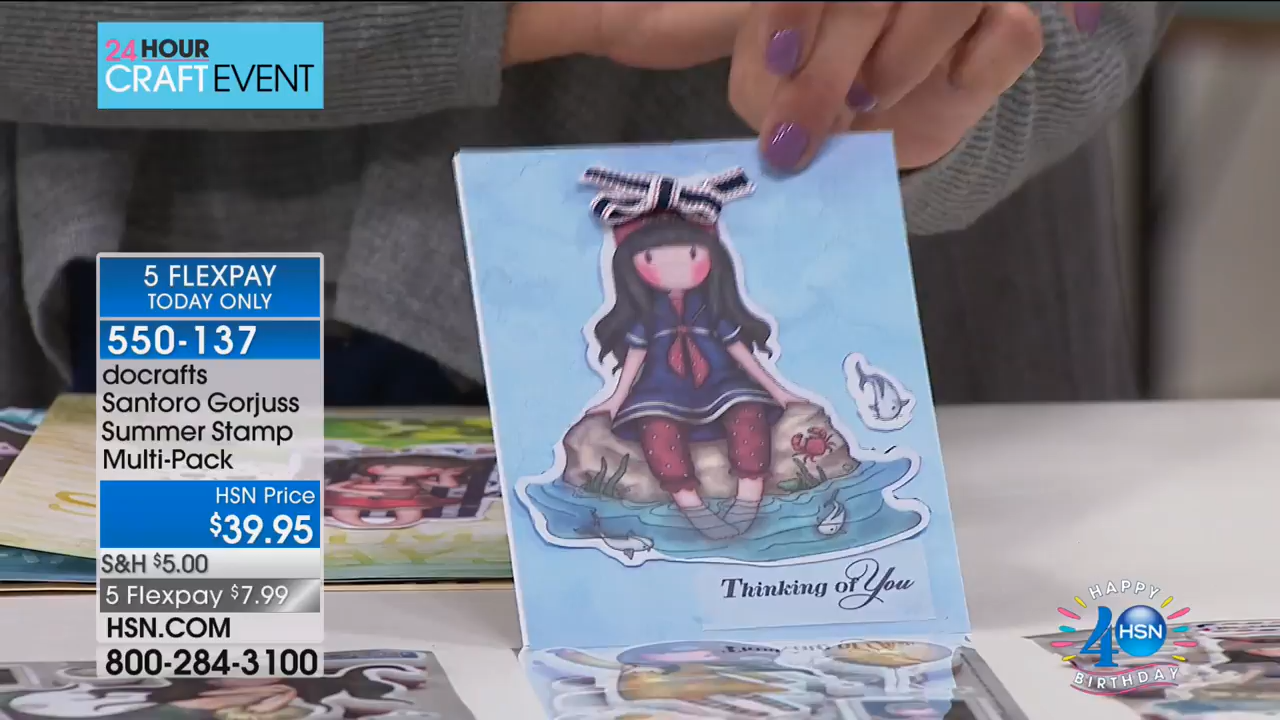 24 HOUR
CRAFT EVENT
5 FLEXPAY
TODAY ONLY
550-137
docrafts
Santoro Gorjuss
Summer Stamp
Multi-Pack
HSN Price
$39.95
S&H $5.00
5 Flexpay $7.99
HSN.COM
800-284-3100
Thinking of You
HAPPY
40
HSN
BIRTHDAY